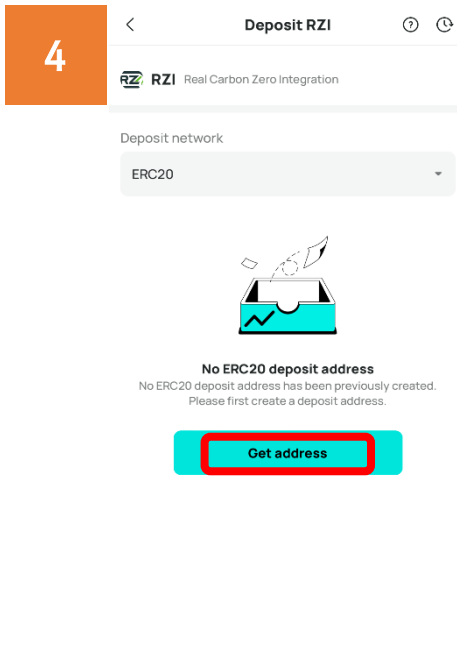 4
Deposit RZI
RZ RZI Real Carbon Zero Integration
Deposit network
ERC20
No ERC20 deposit address
No ERC20 deposit address has been previously created.
Please first create a deposit address.
Get address